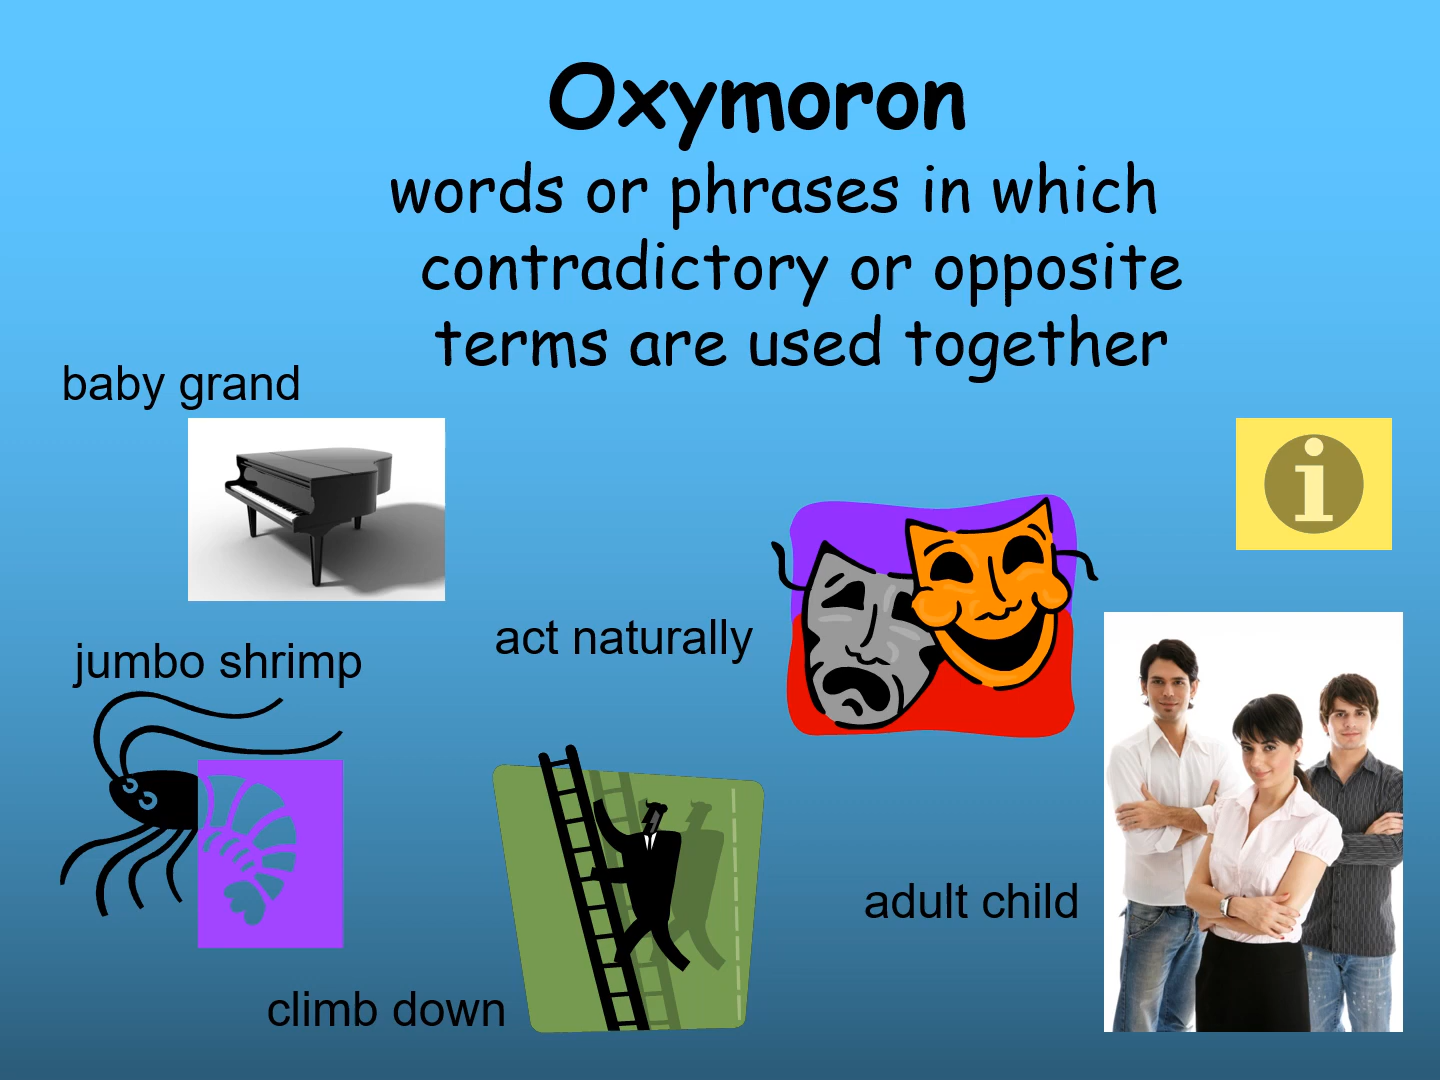 Oxymoron
words or phrases in which
contradictory or opposite
terms are used together
baby grand
i
act naturally
jumbo shrimp
adult child
climb down